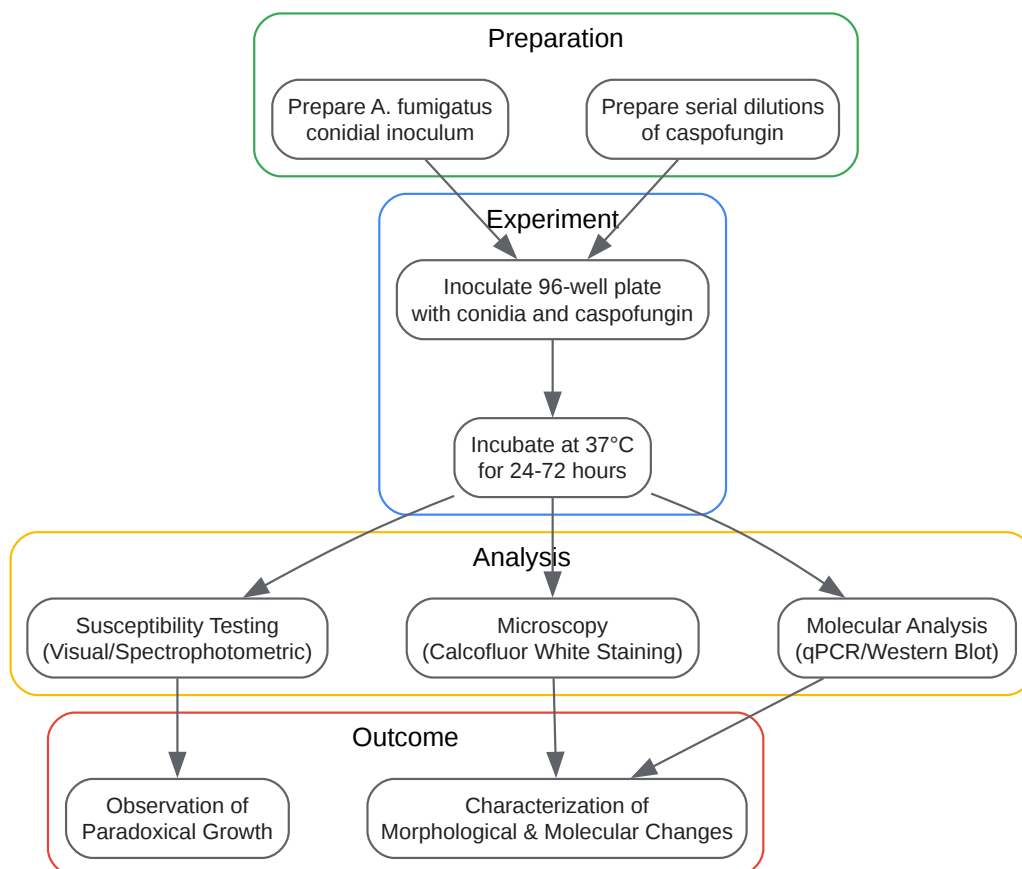 Preparation
Prepare A. fumigatus
conidial inoculum
Prepare serial dilutions
of caspofungin
Experiment
Inoculate 96-well plate
with conidia and caspofungin
Incubate at 37°C
for 24-72 hours
Analysis
Susceptibility Testing
(Visual/Spectrophotometric)
Microscopy
(Calcofluor White Staining)
Molecular Analysis
(qPCR/Western Blot)
Outcome
Observation of
Paradoxical Growth
Characterization of
Morphological & Molecular Changes